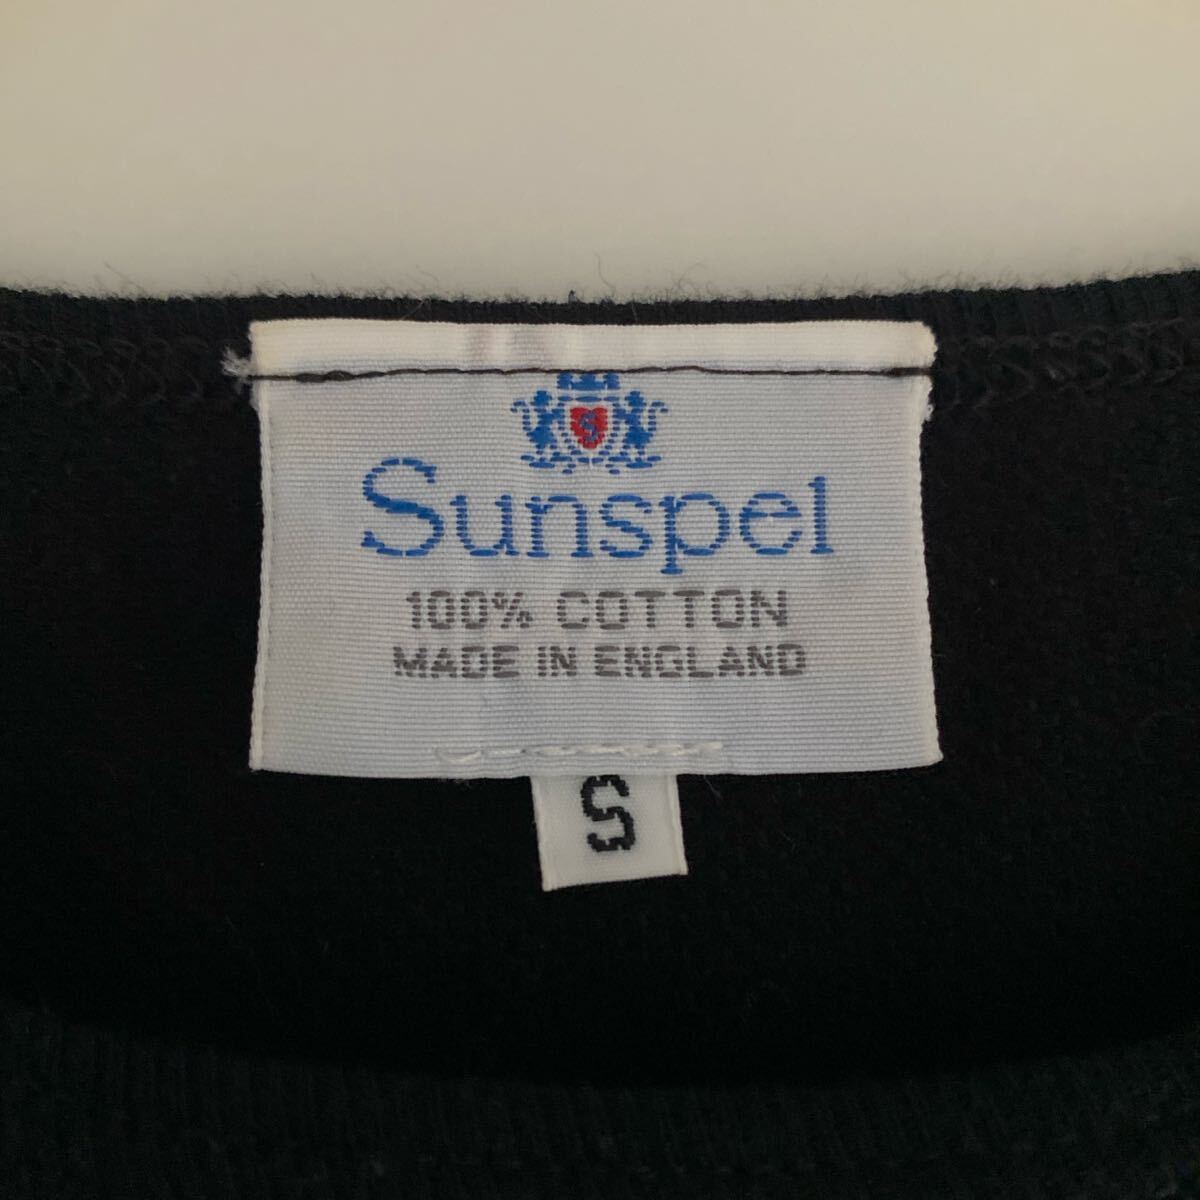 S
Sunspel
100% COTTON
MADE IN ENGLAND
S